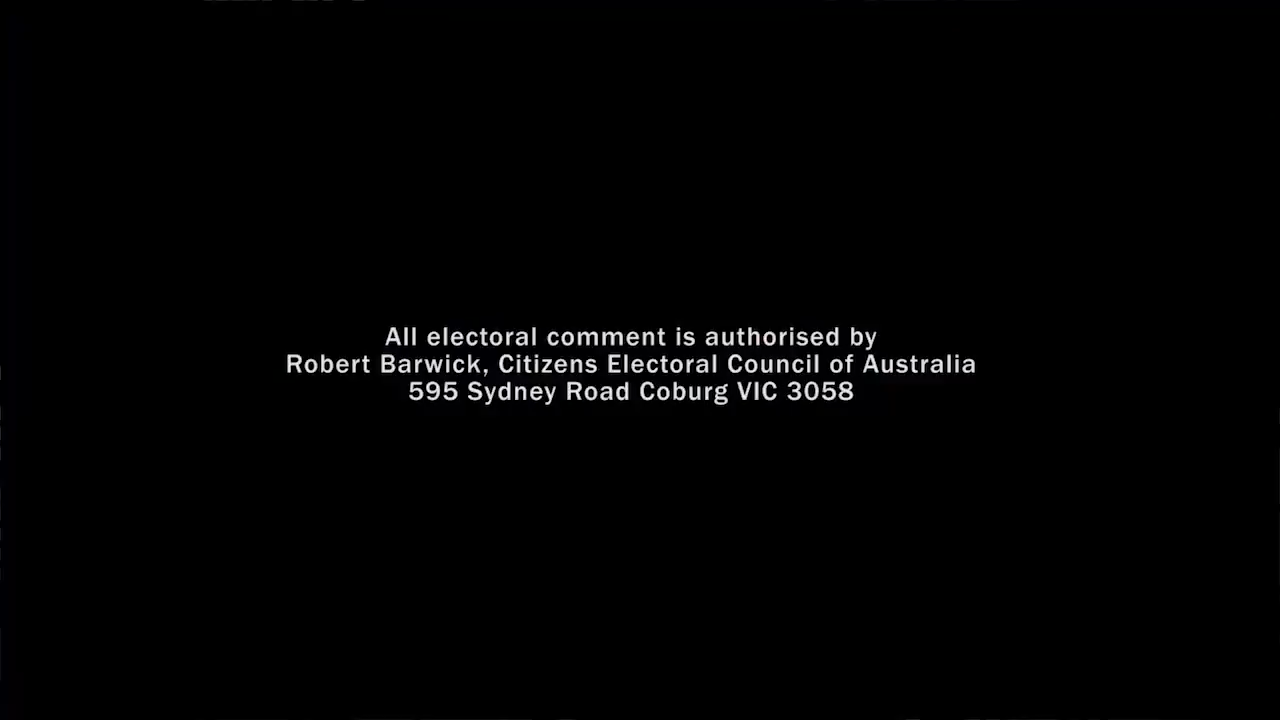 All electoral comment is authorised by
Robert Barwick, Citizens Electoral Council of Australia
595 Sydney Road Coburg VIC 3058